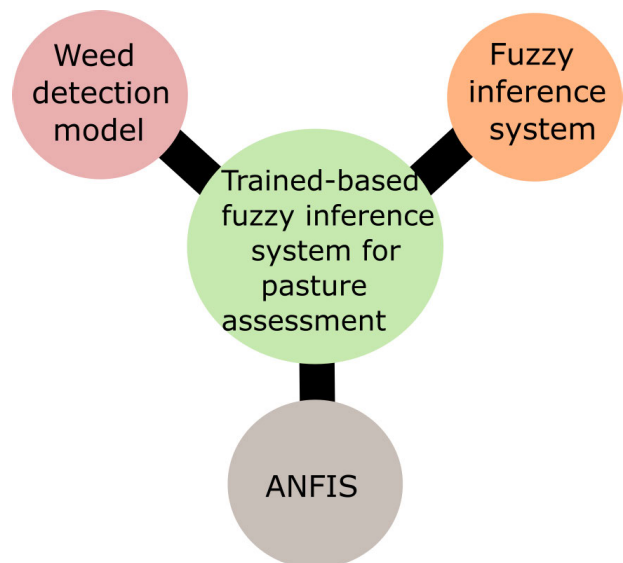 Weed
detection
model
Fuzzy
inference
system
Trained-based
fuzzy inference
system for
pasture
assessment
ANFIS